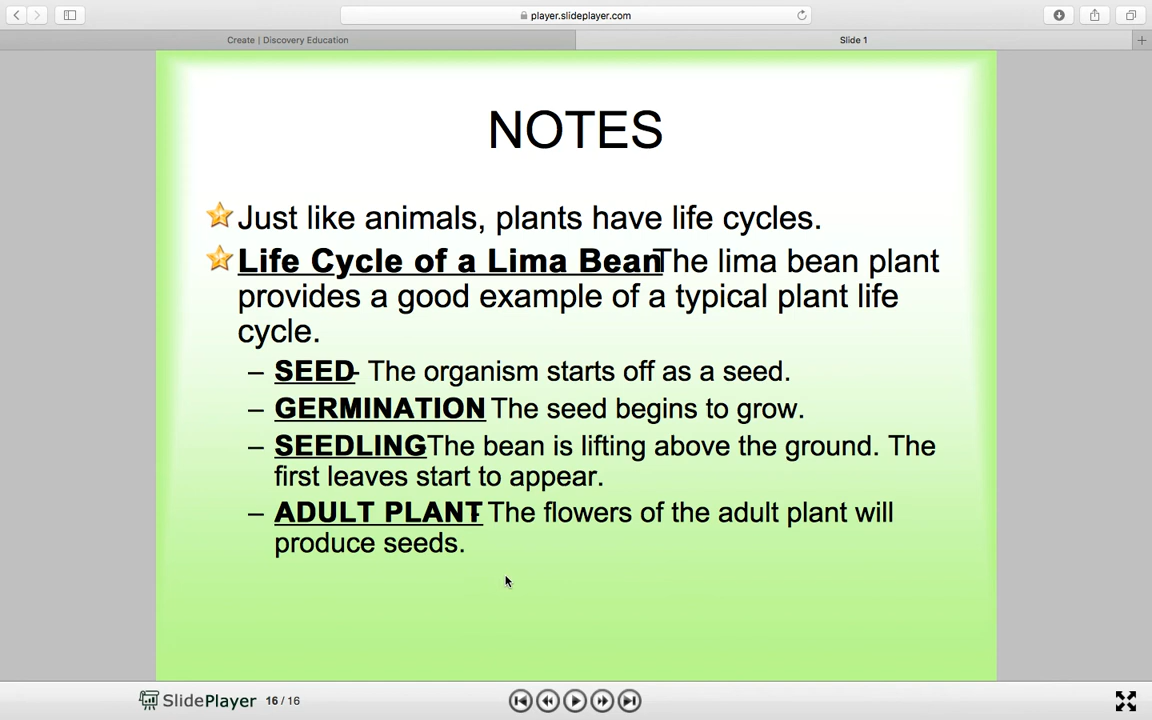 player.slideplayer.com
Create | Discovery Education
Slide 1
NOTES
Just like animals, plants have life cycles.
Life Cycle of a Lima Bean The lima bean plant
provides a good example of a typical plant life
cycle.
– SEED- The organism starts off as a seed.
– GERMINATION The seed begins to grow.
– SEEDLING The bean is lifting above the ground. The
first leaves start to appear.
– ADULT PLANT- The flowers of the adult plant will
produce seeds.
SlidePlayer 16 / 16